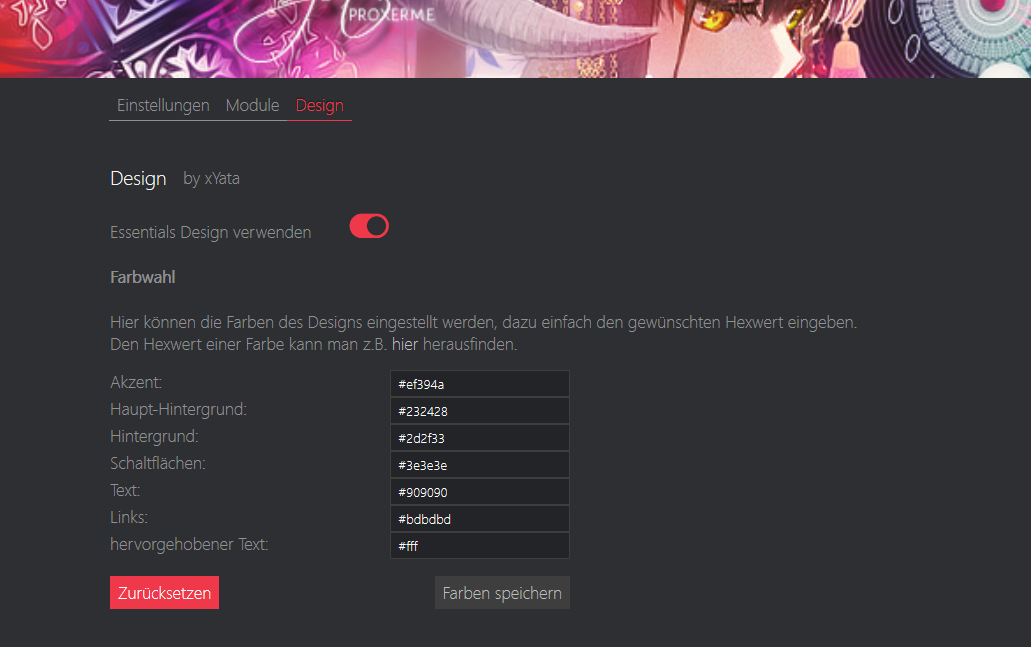 PROXERME
Einstellungen Module Design
Design by xYata
Essentials Design verwenden
Farbwahl
Hier können die Farben des Designs eingestellt werden, dazu einfach den gewünschten Hexwert eingeben.
Den Hexwert einer Farbe kann man z.B. hier herausfinden.
Akzent: #ef394a
Haupt-Hintergrund: #232428
Hintergrund: #2d2f33
Schaltflächen: #3e3e3e
Text: #909090
Links: #bdbdbd
hervorgehobener Text: #fff
Zurücksetzen Farben speichern